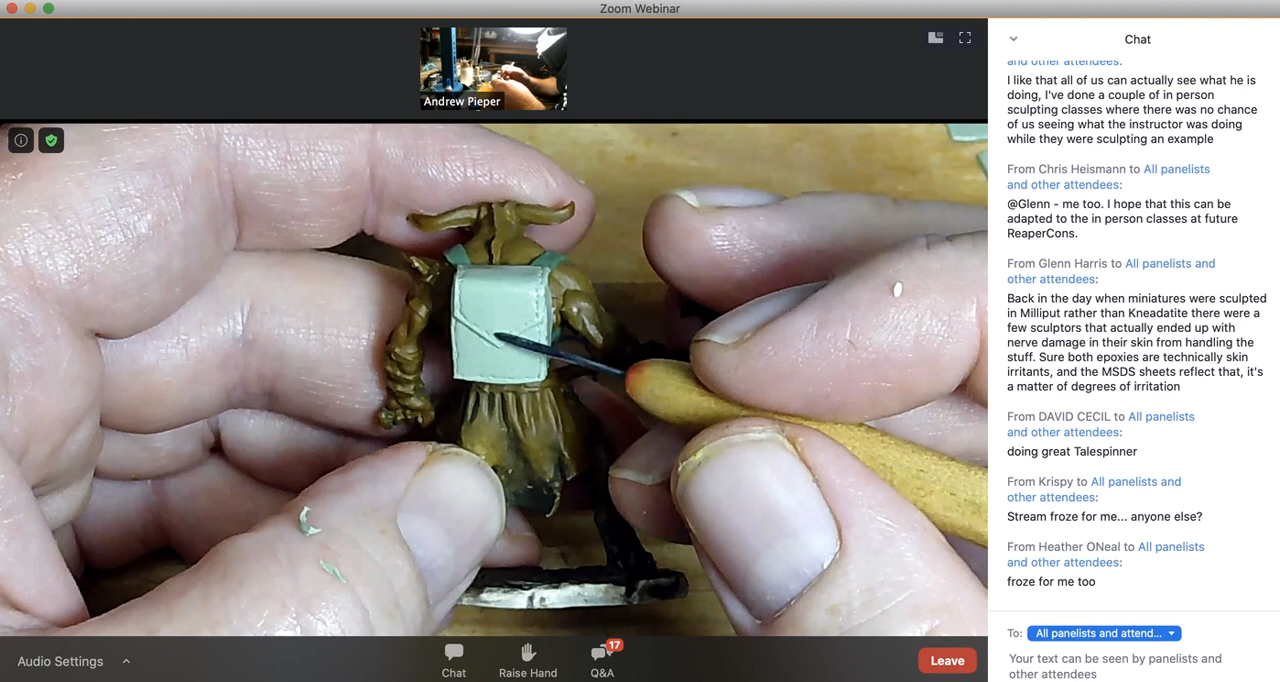 Zoom Webinar
Andrew Pieper
Chat
and other attendees:
I like that all of us can actually see what he is
doing, I've done a couple of in person
sculpting classes where there was no chance
of us seeing what the instructor was doing
while they were sculpting an example
From Chris Heismann to All panelists
and other attendees:
@Glenn - me too. I hope that this can be
adapted to the in person classes at future
ReaperCons.
From Glenn Harris to All panelists and
other attendees:
Back in the day when miniatures were sculpted
in Milliput rather than Kneadatite there were a
few sculptors that actually ended up with
nerve damage in their skin from handling the
stuff. Sure both epoxies are technically skin
irritants, and the MSDS sheets reflect that, it's
a matter of degrees of irritation
From DAVID CECIL to All panelists
and other attendees:
doing great Talespinner
From Krispy to All panelists and
other attendees:
Stream froze for me... anyone else?
From Heather ONeal to All panelists
and other attendees:
froze for me too
To: All panelists and attend...
Your text can be seen by panelists and
other attendees
Audio Settings
Chat
Raise Hand
17
Q&A
Leave